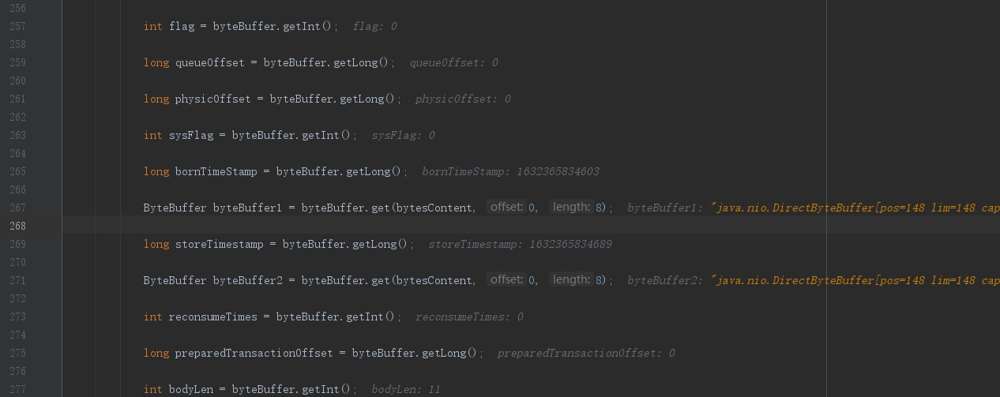 256
257 int flag = byteBuffer.getInt(); flag: 0
258
259 long queueOffset = byteBuffer.getLong(); queueOffset: 0
260
261 long physicOffset = byteBuffer.getLong(); physicOffset: 0
262
263 int sysFlag = byteBuffer.getInt(); sysFlag: 0
264
265 long bornTimeStamp = byteBuffer.getLong(); bornTimeStamp: 1632365834603
266
267 ByteBuffer byteBuffer1 = byteBuffer.get(bytesContent, offset: 0, length: 8); byteBuffer1: "java.nio.DirectByteBuffer[pos=148 lim=148 cap
268
269 long storeTimestamp = byteBuffer.getLong(); storeTimestamp: 1632365834689
270
271 ByteBuffer byteBuffer2 = byteBuffer.get(bytesContent, offset: 0, length: 8); byteBuffer2: "java.nio.DirectByteBuffer[pos=148 lim=148 cap
272
273 int reconsumeTimes = byteBuffer.getInt(); reconsumeTimes: 0
274
275 long preparedTransactionOffset = byteBuffer.getLong(); preparedTransactionOffset: 0
276
277 int bodyLen = byteBuffer.getInt(); bodyLen: 11